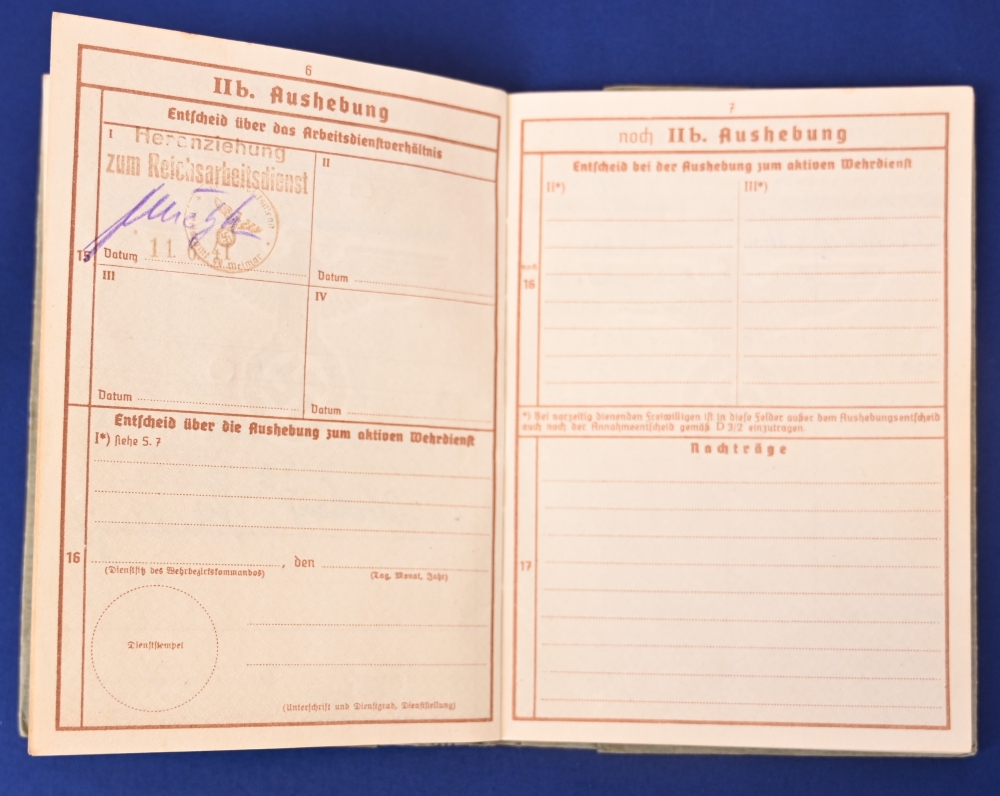 6
IIb. Aushebung
Entscheid über das Arbeitsdienstverhältnis
I
Heranziehung
zum Reichsarbeitsdienst
II
15
Datum 11. 6. 41
Weimar
Datum
III
IV
Datum
Datum
Entscheid über die Aushebung zum aktiven Wehrdienst
I*) siehe S. 7
16
, den
(Dienstsitz des Wehrbezirkskommandos)
(Tag, Monat, Jahr)
Dienststempel
(Unterschrift und Dienstgrad, Dienststellung)
7
noch IIb. Aushebung
Entscheid bei der Aushebung zum aktiven Wehrdienst
II*)
III*)
noch
16
*) Bei vorzeitig dienenden Freiwilligen ist in diese Felder außer dem Aushebungsentscheid
auch noch der Annahmeentscheid gemäß D 3/2 einzutragen.
Nachträge
17